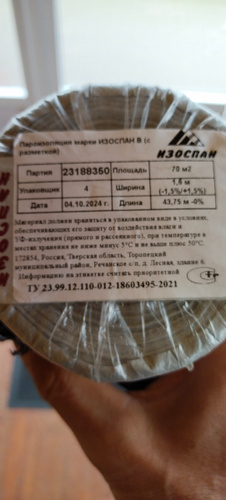 Пароизоляция марки ИЗОСПАН B (с разметкой)
ИЗОСПАН
Партия 23188350 Площадь 70 м2
Упаковщик 4 Ширина 1,6 м (-1,5%/+1,5%)
Дата 04.10.2024 г. Длина 43,75 м -0%
Материал должен храниться в упакованном виде в условиях,
обеспечивающих его защиту от воздействия влаги и
УФ-излучения (прямого и рассеянного), при температуре в
местах хранения не ниже минус 5°С и не выше плюс 50°С.
172854, Россия, Тверская область, Торопецкий
муниципальный район, Речанское с/п, д. Лесная, здание 6.
Информацию на этикетке считать приоритетной
ТУ 23.99.12.110-012-18603495-2021